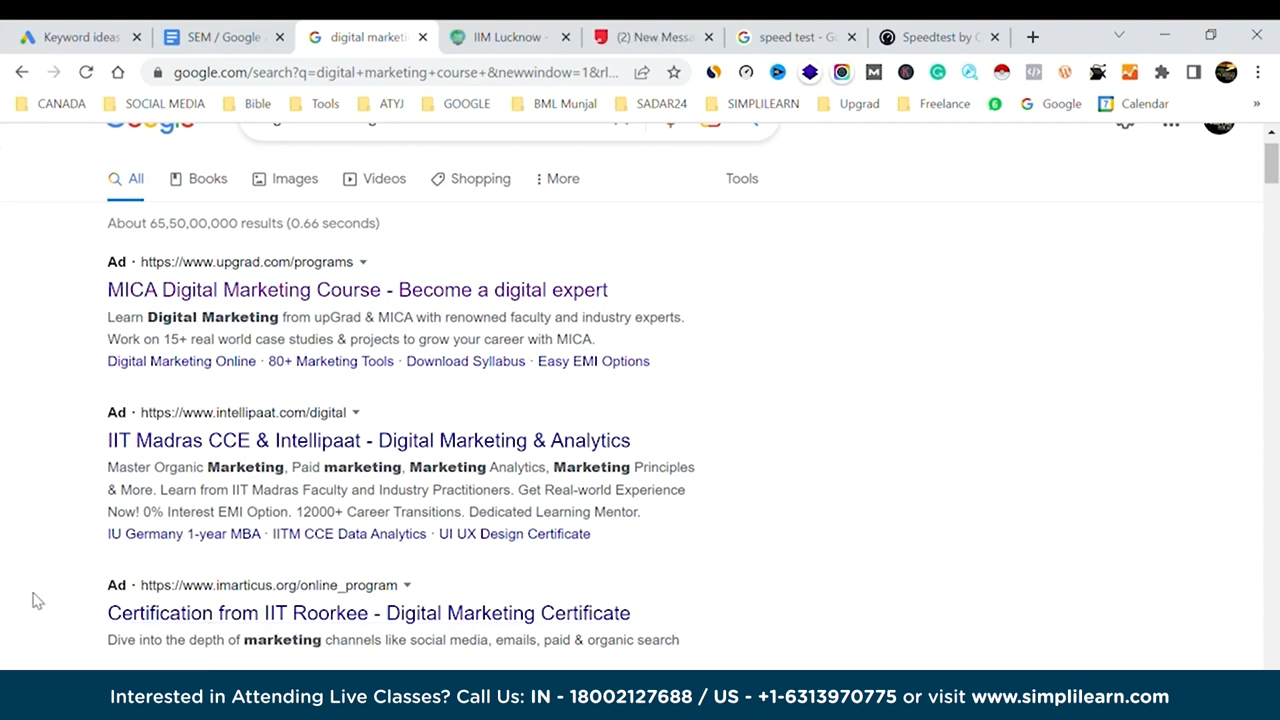 Keyword ideas
SEM / Google
digital marketi
IIM Lucknow -
(2) New Messa
speed test - Go
Speedtest by O
google.com/search?q=digital+marketing+course+&newwindow=1&rl...
CANADA
SOCIAL MEDIA
Bible
Tools
ATYJ
GOOGLE
BML Munjal
SADAR24
SIMPLILEARN
Upgrad
Freelance
Google
Calendar
»
All
Books
Images
Videos
Shopping
More
Tools
About 65,50,00,000 results (0.66 seconds)
Ad · https://www.upgrad.com/programs
MICA Digital Marketing Course - Become a digital expert
Learn Digital Marketing from upGrad & MICA with renowned faculty and industry experts.
Work on 15+ real world case studies & projects to grow your career with MICA.
Digital Marketing Online · 80+ Marketing Tools · Download Syllabus · Easy EMI Options
Ad · https://www.intellipaat.com/digital
IIT Madras CCE & Intellipaat - Digital Marketing & Analytics
Master Organic Marketing, Paid marketing, Marketing Analytics, Marketing Principles
& More. Learn from IIT Madras Faculty and Industry Practitioners. Get Real-world Experience
Now! 0% Interest EMI Option. 12000+ Career Transitions. Dedicated Learning Mentor.
IU Germany 1-year MBA · IITM CCE Data Analytics · UI UX Design Certificate
Ad · https://www.imarticus.org/online_program
Certification from IIT Roorkee - Digital Marketing Certificate
Dive into the depth of marketing channels like social media, emails, paid & organic search
Interested in Attending Live Classes? Call Us: IN - 18002127688 / US - +1-6313970775 or visit www.simplilearn.com